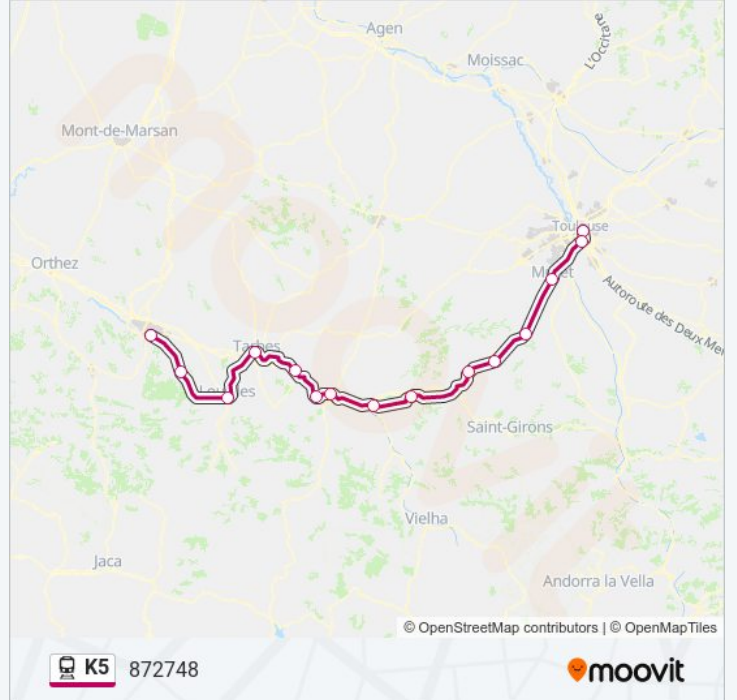 Agen
L'Occitane
Moissac
Mont-de-Marsan
Toulouse
Orthez
Muret
Autoroute des Deux Mer
Tarbes
Lourdes
Saint-Girons
Vielha
Jaca
Andorra la Vella
© OpenStreetMap contributors | © OpenMapTiles
K5 872748
moovit